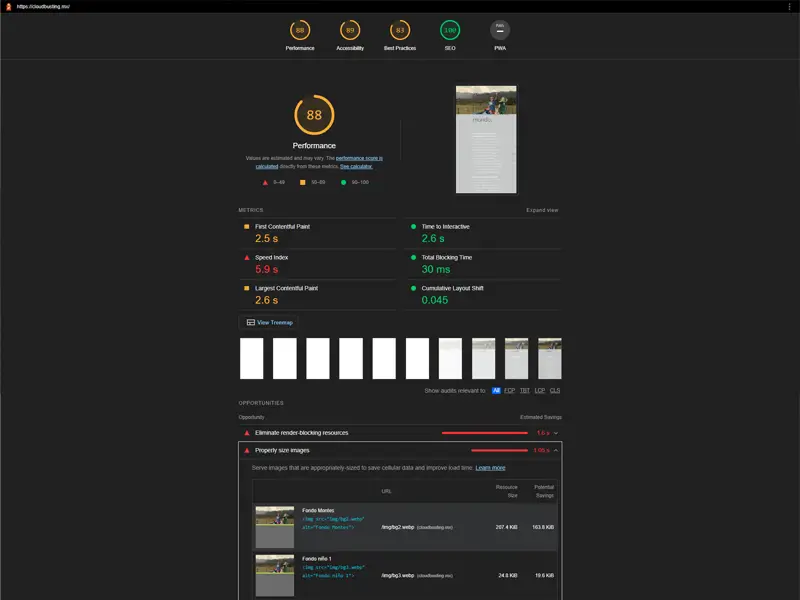 https://cloudbusting.mx/
88
89
83
100
PWA
Performance
Accessibility
Best Practices
SEO
PWA
88
Performance
Values are estimated and may vary. The performance score is
calculated directly from these metrics. See calculator.
0–49
50–89
90–100
METRICS
Expand view
First Contentful Paint
2.5 s
Time to Interactive
2.6 s
Speed Index
5.9 s
Total Blocking Time
30 ms
Largest Contentful Paint
2.6 s
Cumulative Layout Shift
0.045
View Treemap
Show audits relevant to:
All
FCP
TBT
LCP
CLS
OPPORTUNITIES
Opportunity
Estimated Savings
Eliminate render-blocking resources
Properly size images
Serve images that are appropriately-sized to save cellular data and improve load time. Learn more
URL
Resource
Size
Potential
Savings
Fondo Montes
<img src="img/bg2.webp"
alt="Fondo Montes">
/img/bg2.webp (cloudbusting.mx)
267.4 KiB
163.8 KiB
Fondo niño 1
<img src="img/bg3.webp"
alt="Fondo niño 1">
/img/bg3.webp (cloudbusting.mx)
24.8 KiB
19.6 KiB